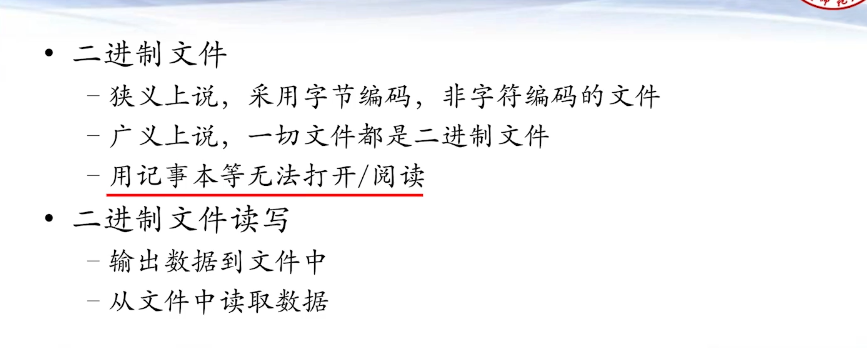 • 二进制文件
– 狭义上说，采用字节编码，非字符编码的文件
– 广义上说，一切文件都是二进制文件
– 用记事本等无法打开/阅读
• 二进制文件读写
– 输出数据到文件中
– 从文件中读取数据